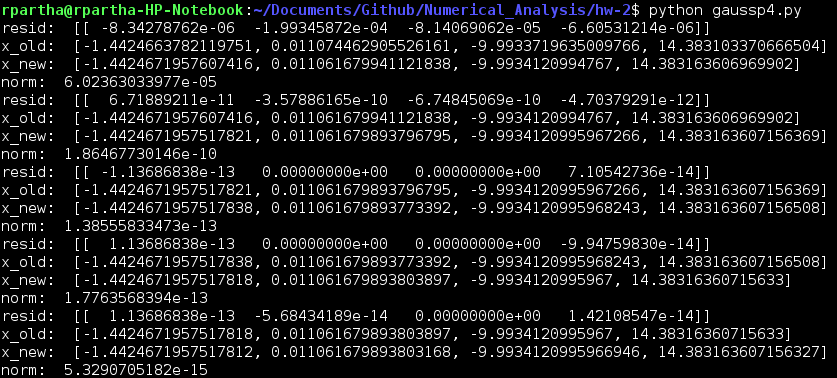 rpartha@rpartha-HP-Notebook:~/Documents/Github/Numerical_Analysis/hw-2$ python gaussp4.py
resid:  [[ -8.34278762e-06  -1.99345872e-04  -8.14069062e-05  -6.60531214e-06]]
x_old:  [-1.4424663782119751, 0.011074462905526161, -9.9933719635009766, 14.383103370666504]
x_new:  [-1.4424671957607416, 0.011061679941121838, -9.9934120994767, 14.383163606969902]
norm:  6.02363033977e-05
resid:  [[  6.71889211e-11  -3.57886165e-10  -6.74845069e-10  -4.70379291e-12]]
x_old:  [-1.4424671957607416, 0.011061679941121838, -9.9934120994767, 14.383163606969902]
x_new:  [-1.4424671957517821, 0.011061679893796795, -9.9934120995967266, 14.383163607156369]
norm:  1.86467730146e-10
resid:  [[ -1.13686838e-13   0.00000000e+00   0.00000000e+00   7.10542736e-14]]
x_old:  [-1.4424671957517821, 0.011061679893796795, -9.9934120995967266, 14.383163607156369]
x_new:  [-1.4424671957517838, 0.011061679893773392, -9.9934120995968243, 14.383163607156508]
norm:  1.38555833473e-13
resid:  [[  1.13686838e-13   0.00000000e+00   0.00000000e+00  -9.94759830e-14]]
x_old:  [-1.4424671957517838, 0.011061679893773392, -9.9934120995968243, 14.383163607156508]
x_new:  [-1.4424671957517818, 0.011061679893803897, -9.9934120995967, 14.38316360715633]
norm:  1.7763568394e-13
resid:  [[  1.13686838e-13  -5.68434189e-14   0.00000000e+00   1.42108547e-14]]
x_old:  [-1.4424671957517818, 0.011061679893803897, -9.9934120995967, 14.38316360715633]
x_new:  [-1.4424671957517812, 0.011061679893803168, -9.9934120995966946, 14.383163607156327]
norm:  5.3290705182e-15